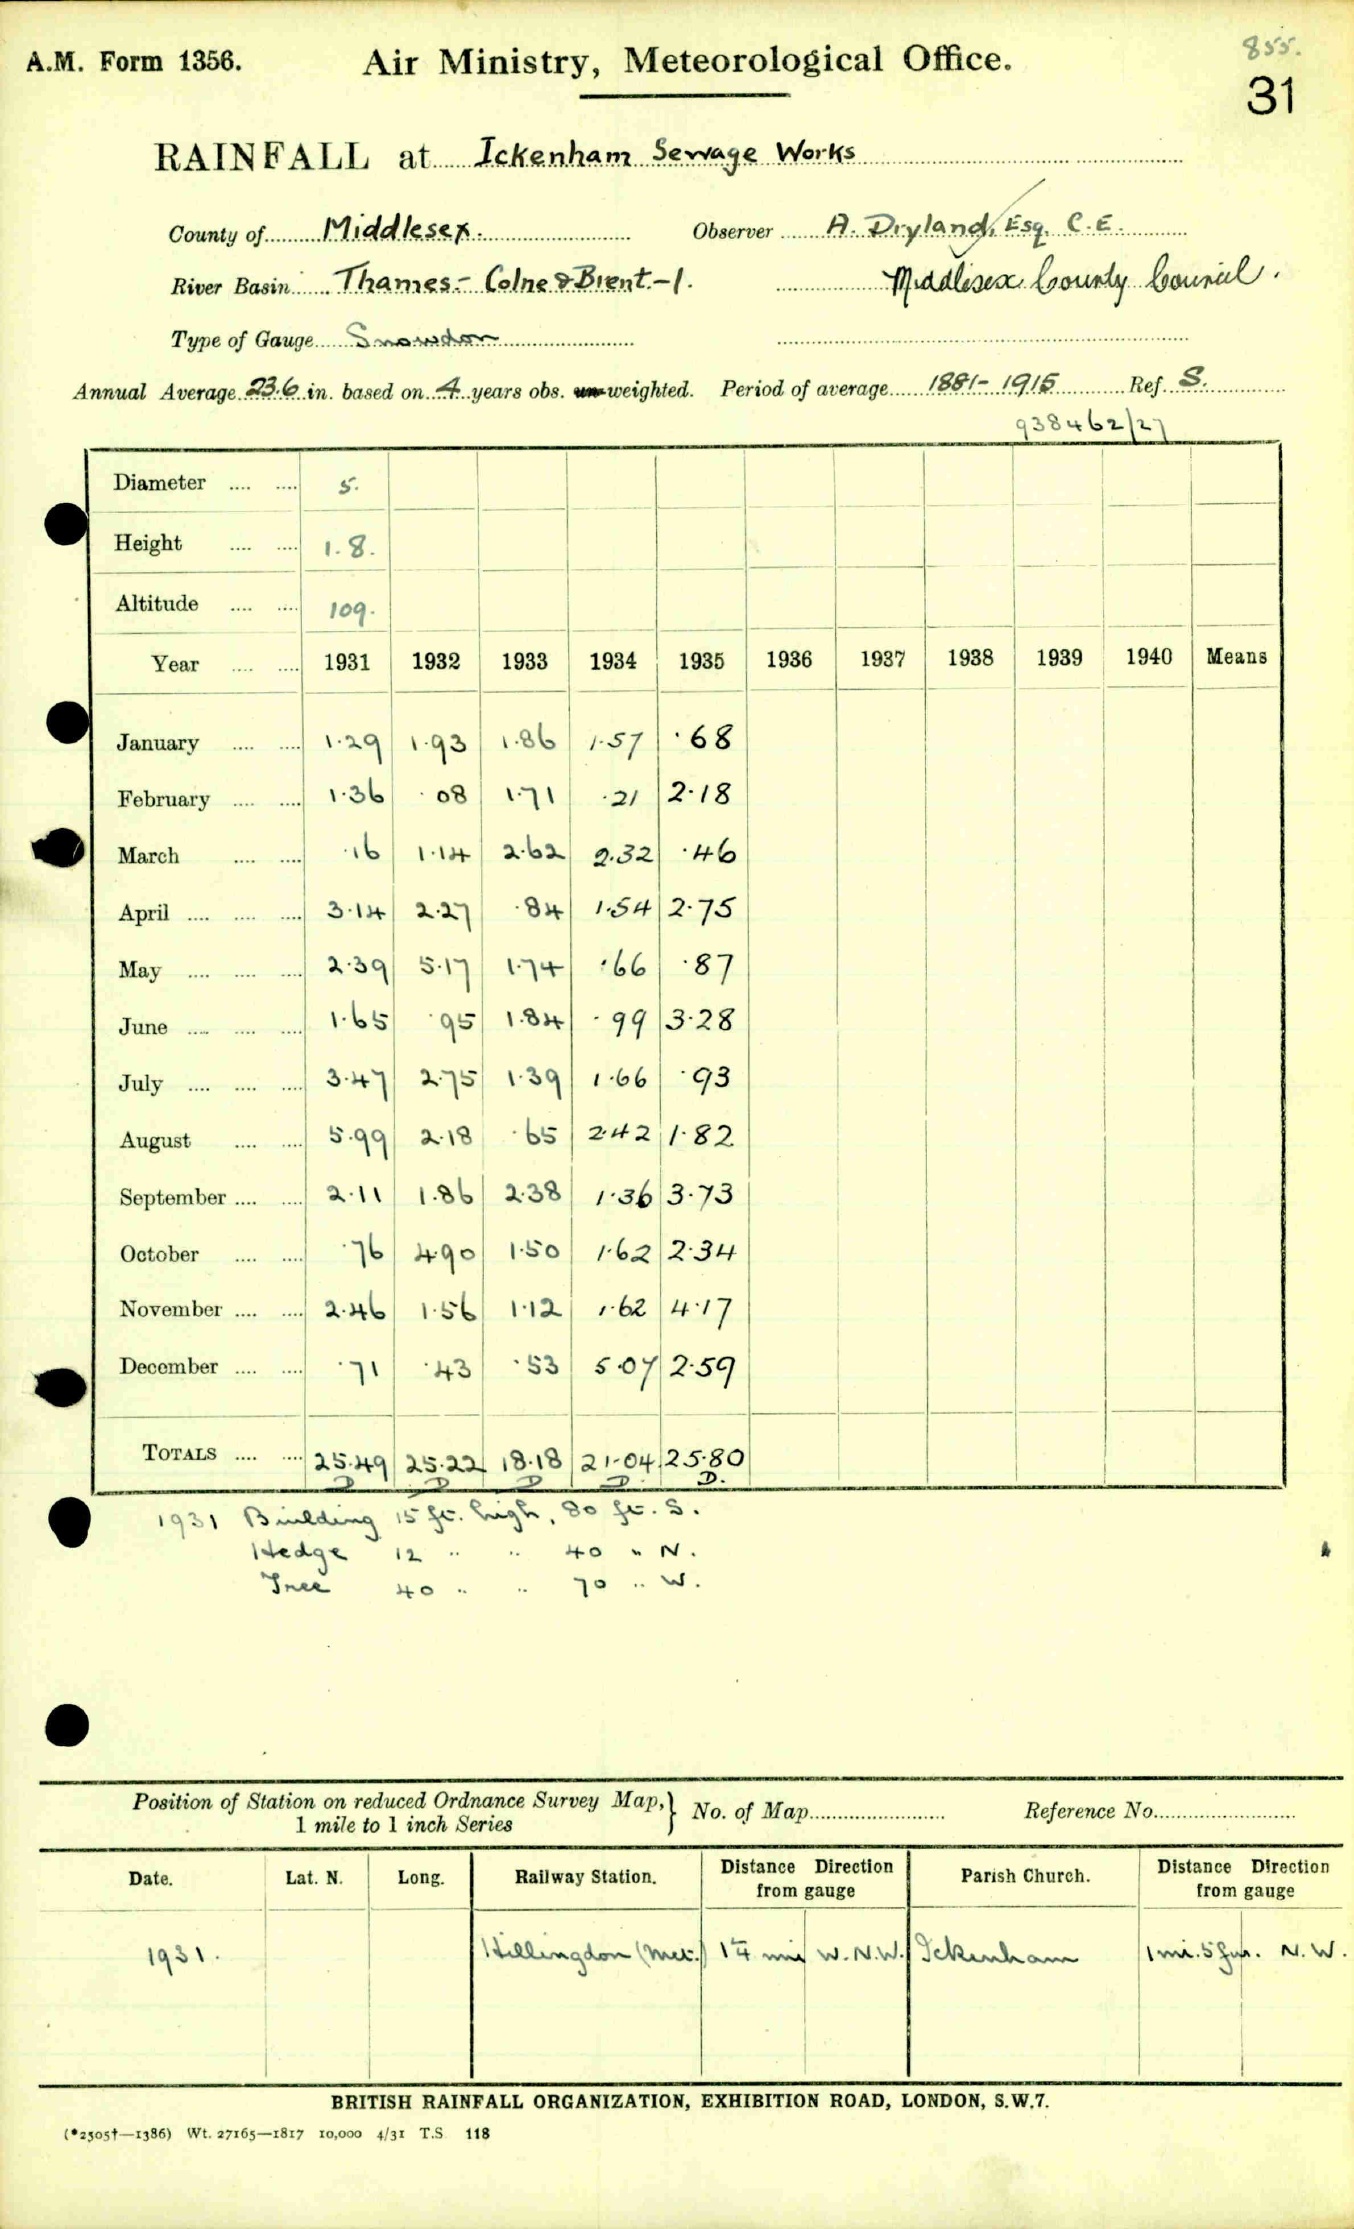 855.
A.M. Form 1356. Air Ministry, Meteorological Office.
31
RAINFALL at Ickenham Sewage Works
County of Middlesex. Observer A. Dryland, Esq. C.E.
River Basin Thames - Colne & Brent - 1. Middlesex County Council.
Type of Gauge Snowdon
Annual Average 23.6 in. based on 4 years obs. un-weighted. Period of average 1881-1915 Ref. S.
938462/27
Diameter .... .... 5.
Height .... .... 1.8.
Altitude .... .... 109.
Year .... .... 1931 1932 1933 1934 1935 1936 1937 1938 1939 1940 Means
January .... .... 1.29 1.93 1.86 1.57 .68
February .... .... 1.36 .08 1.71 .21 2.18
March .... .... .16 1.14 2.62 2.32 .46
April .... .... .... 3.14 2.27 .84 1.54 2.75
May .... .... .... 2.39 5.17 1.74 .66 .87
June .... .... .... 1.65 .95 1.84 .99 3.28
July .... .... .... 3.47 2.75 1.39 1.66 .93
August .... .... 5.99 2.18 .65 2.42 1.82
September .... .... 2.11 1.86 2.38 1.36 3.73
October .... .... .76 4.90 1.50 1.62 2.34
November .... .... 2.46 1.56 1.12 1.62 4.17
December .... .... .71 .43 .53 5.07 2.59
TOTALS .... .... 25.49 25.22 18.18 21.04 25.80
D D D D. D.
1931 Building 15 ft. high, 80 ft. S.
Hedge 12 " " 40 " N.
Tree 40 " " 70 " W.
Position of Station on reduced Ordnance Survey Map, } No. of Map Reference No.
1 mile to 1 inch Series
Date. Lat. N. Long. Railway Station. Distance Direction from gauge Parish Church. Distance Direction from gauge
1931. Hillingdon (Met.) W.N.W. Ickenham 1 mi. 5 fur. N.W.
BRITISH RAINFALL ORGANIZATION, EXHIBITION ROAD, LONDON, S.W.7.
(*2505†—1386) Wt. 27165—1817 10,000 4/31 T.S. 118